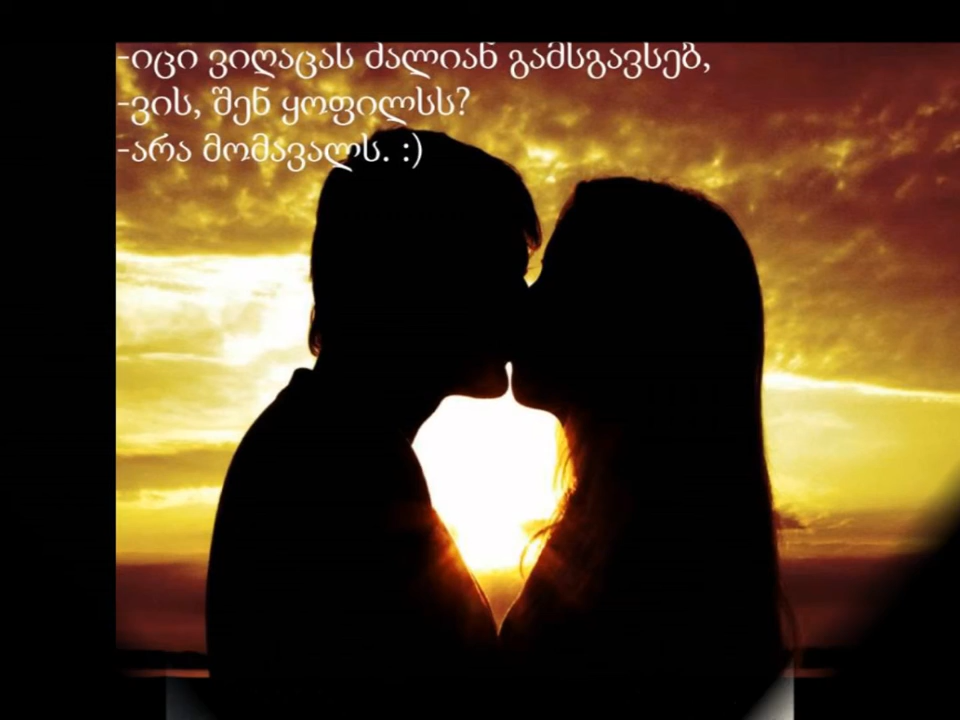 -იცი ვიღაცას ძალიან გამსგავსებ,
-ვის, შენ ყოფილსს?
-არა მომავალს. :)